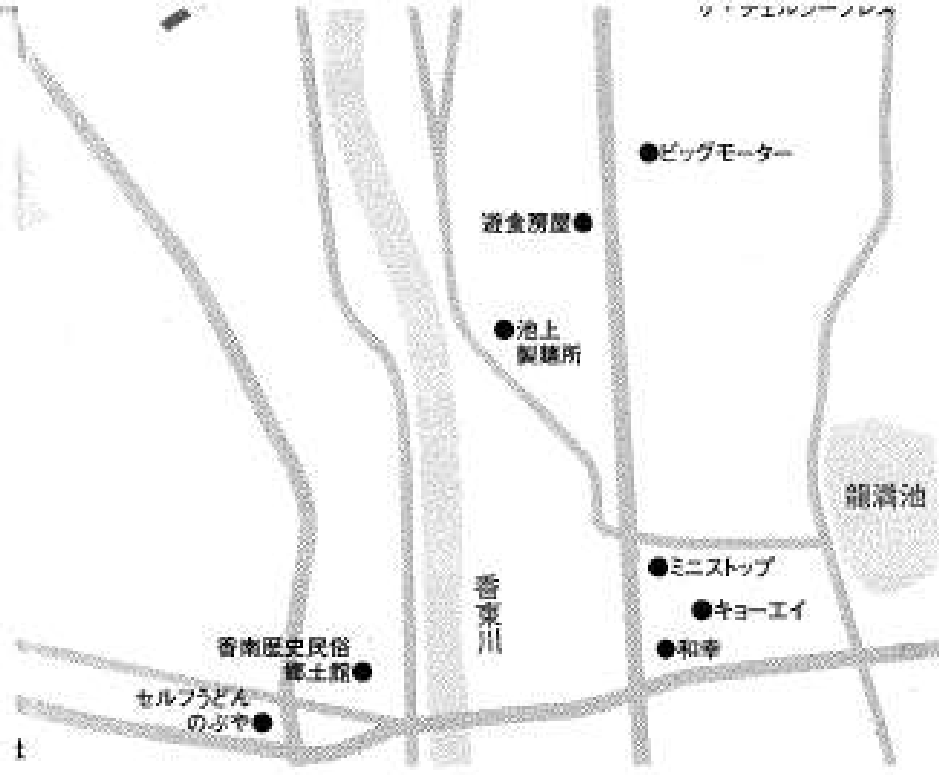 ビッグモーター
遊食房屋
池上
製麺所
龍満池
ミニストップ
香東川
キョーエイ
和幸
香南歴史民俗
郷土館
セルフうどん
のぶや
t